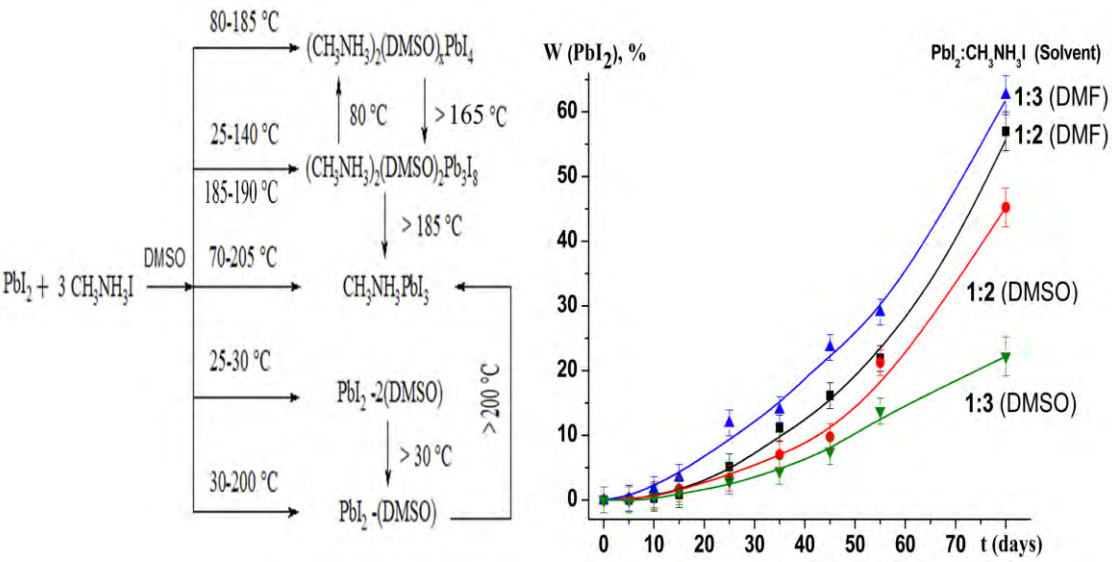 80-185 °C
(CH₃NH₃)₂(DMSO)ₓPbI₄
80 °C
> 165 °C
25-140 °C
(CH₃NH₃)₂(DMSO)₂Pb₃I₈
185-190 °C
> 185 °C
PbI₂ + 3 CH₃NH₃I
DMSO
70-205 °C
CH₃NH₃PbI₃
25-30 °C
PbI₂ -2(DMSO)
> 200 °C
> 30 °C
30-200 °C
PbI₂ -(DMSO)
W (PbI₂), %
PbI₂:CH₃NH₃I (Solvent)
1:3 (DMF)
1:2 (DMF)
1:2 (DMSO)
1:3 (DMSO)
60
50
40
30
20
10
0
0 10 20 30 40 50 60 70 t (days)